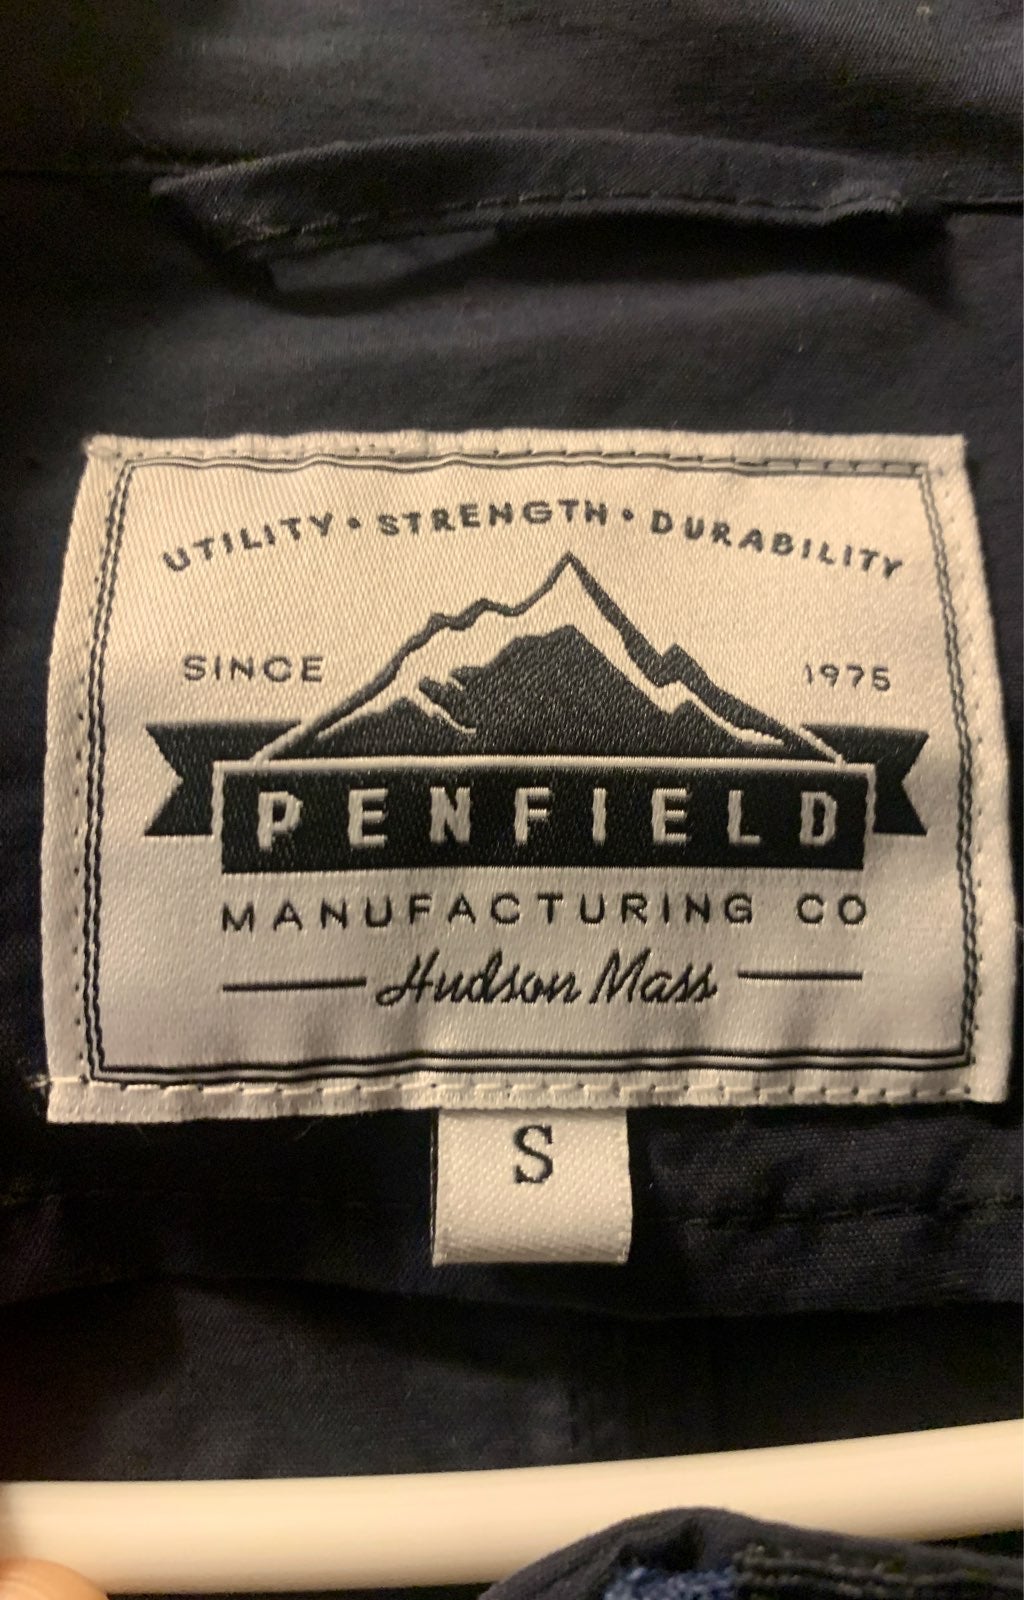 UTILITY • STRENGTH • DURABILITY
SINCE 1975
PENFIELD
MANUFACTURING CO
Hudson Mass
S